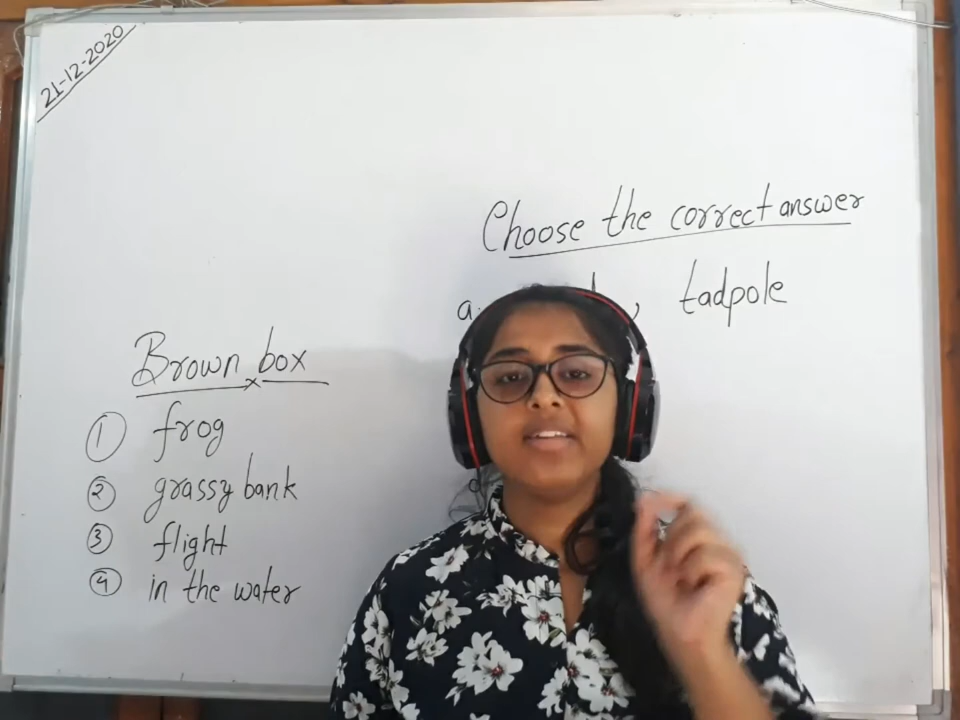 21-12-2020
Choose the correct answer
a. , tadpole
Brown box
① frog
② grassy bank
③ flight
④ in the water